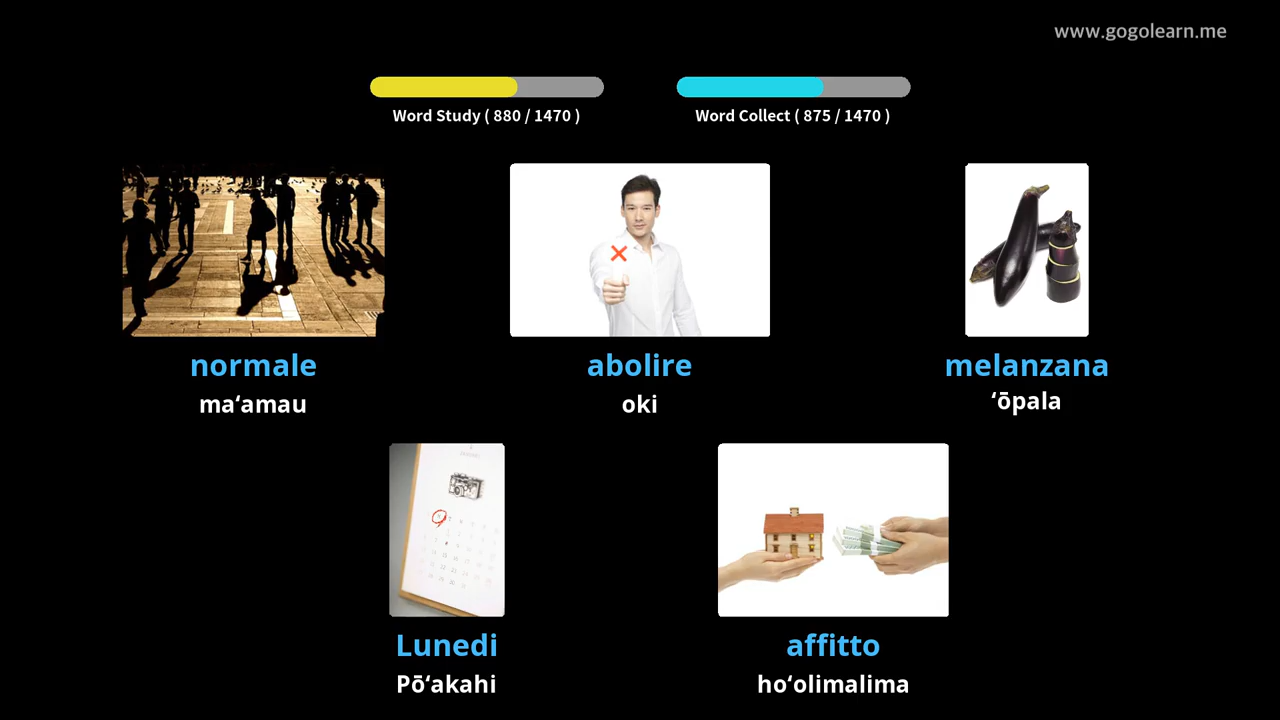 www.gogolearn.me
Word Study ( 880 / 1470 )
Word Collect ( 875 / 1470 )
normale
maʻamau
abolire
oki
melanzana
ʻōpala
Lunedi
Pōʻakahi
affitto
hoʻolimalima